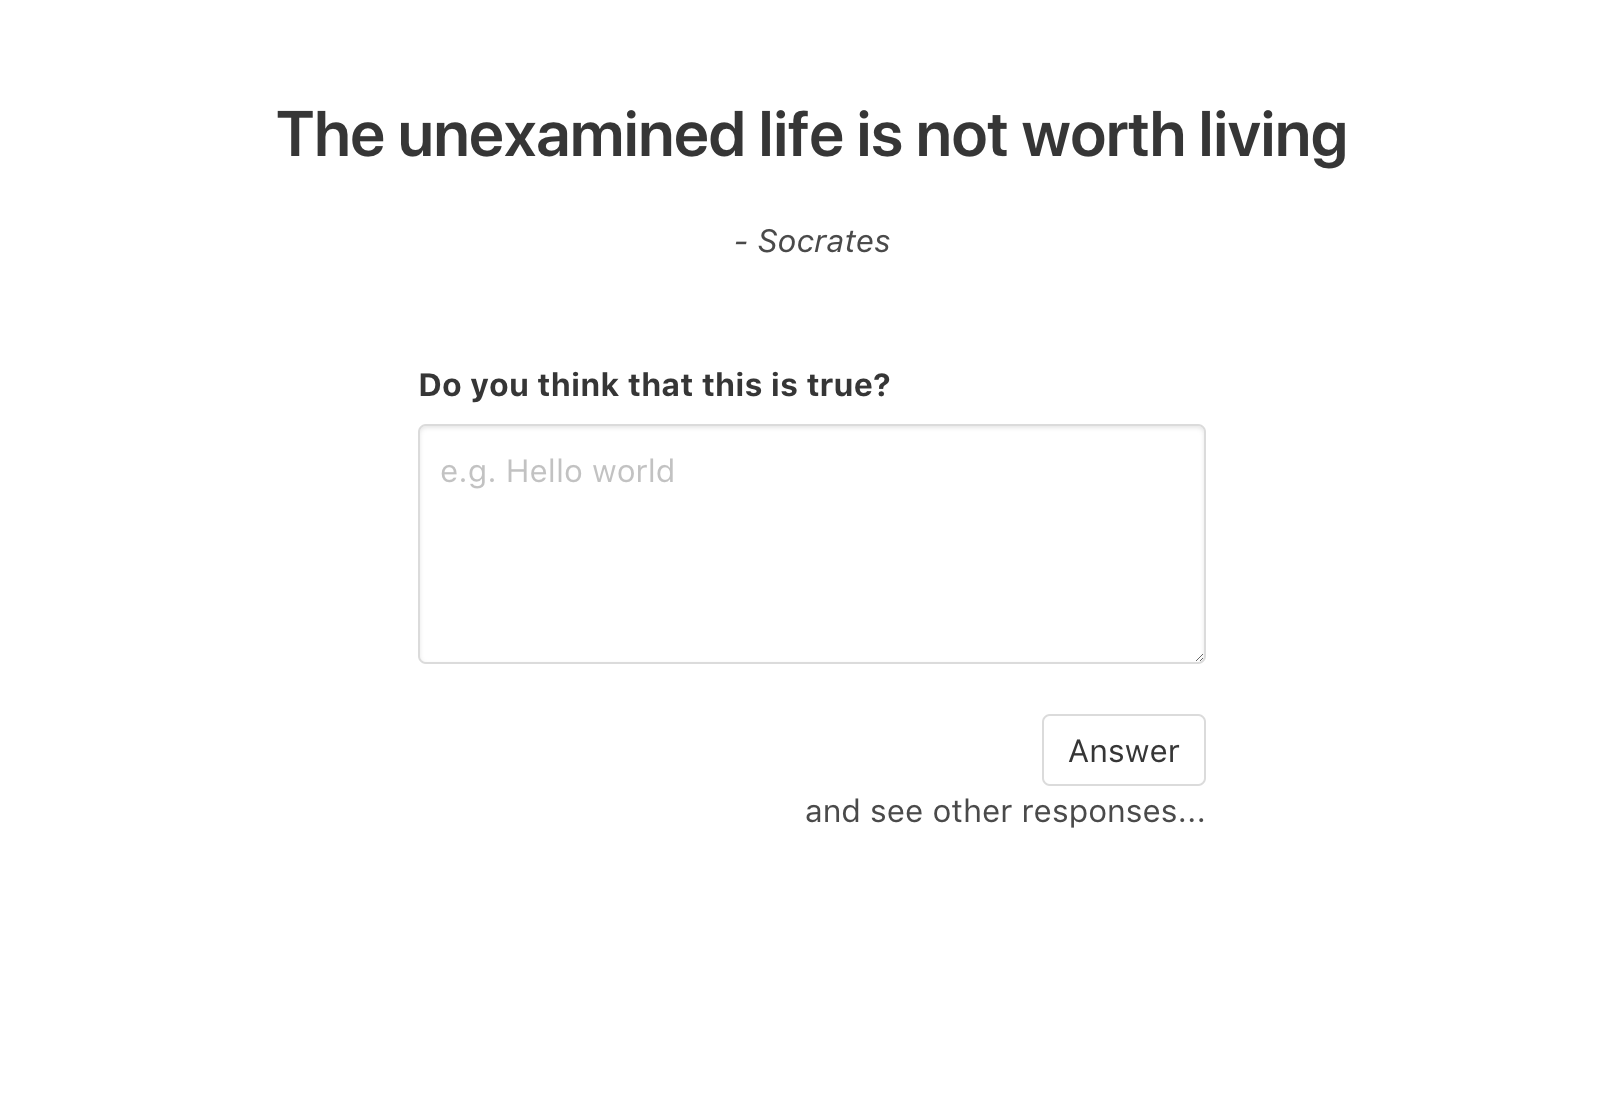 The unexamined life is not worth living
- Socrates
Do you think that this is true?
e.g. Hello world
Answer
and see other responses...